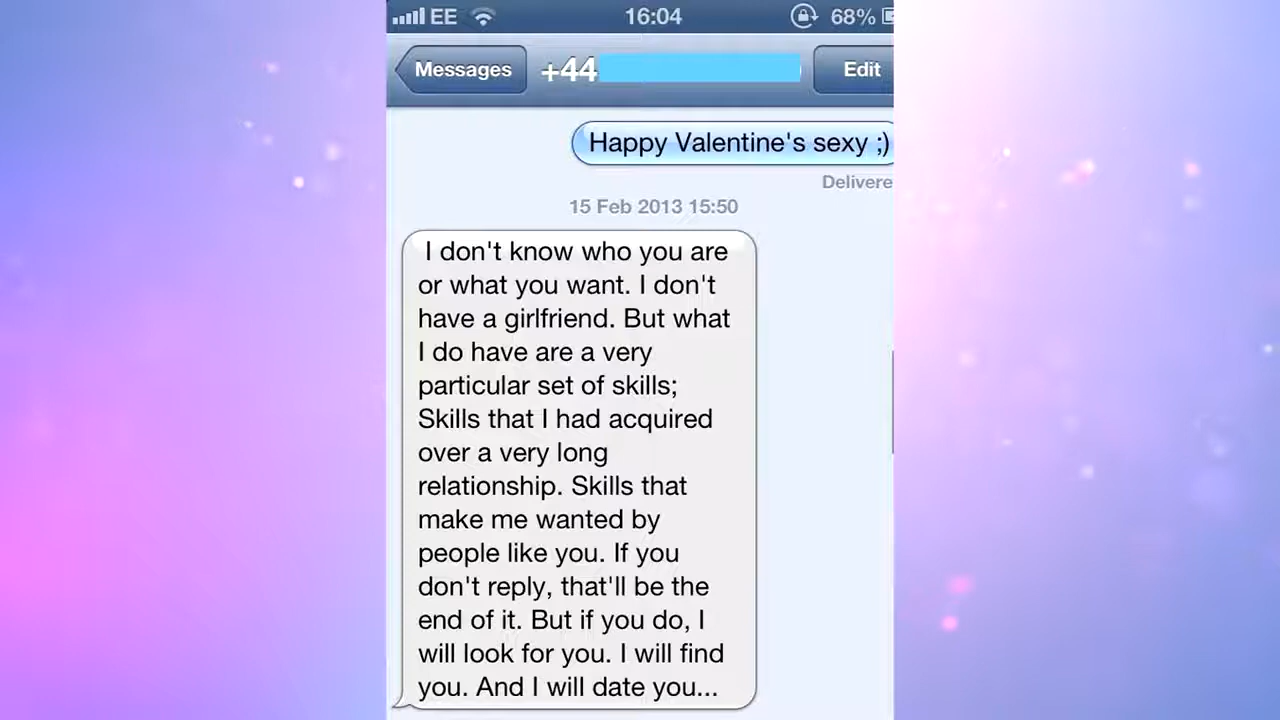 EE 16:04 68%
Messages +44 Edit
Happy Valentine's sexy ;)
Delivere
15 Feb 2013 15:50
I don't know who you are
or what you want. I don't
have a girlfriend. But what
I do have are a very
particular set of skills;
Skills that I had acquired
over a very long
relationship. Skills that
make me wanted by
people like you. If you
don't reply, that'll be the
end of it. But if you do, I
will look for you. I will find
you. And I will date you...